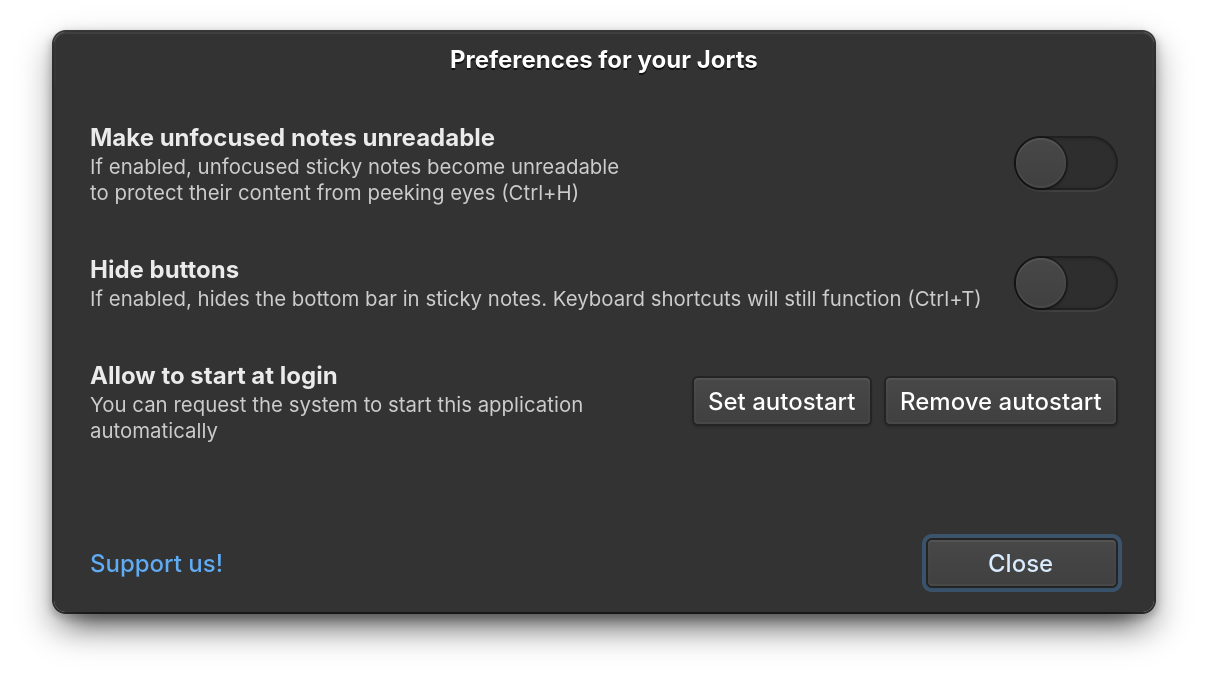 Preferences for your Jorts
Make unfocused notes unreadable
If enabled, unfocused sticky notes become unreadable
to protect their content from peeking eyes (Ctrl+H)
Hide buttons
If enabled, hides the bottom bar in sticky notes. Keyboard shortcuts will still function (Ctrl+T)
Allow to start at login
You can request the system to start this application
automatically
Set autostart
Remove autostart
Support us!
Close